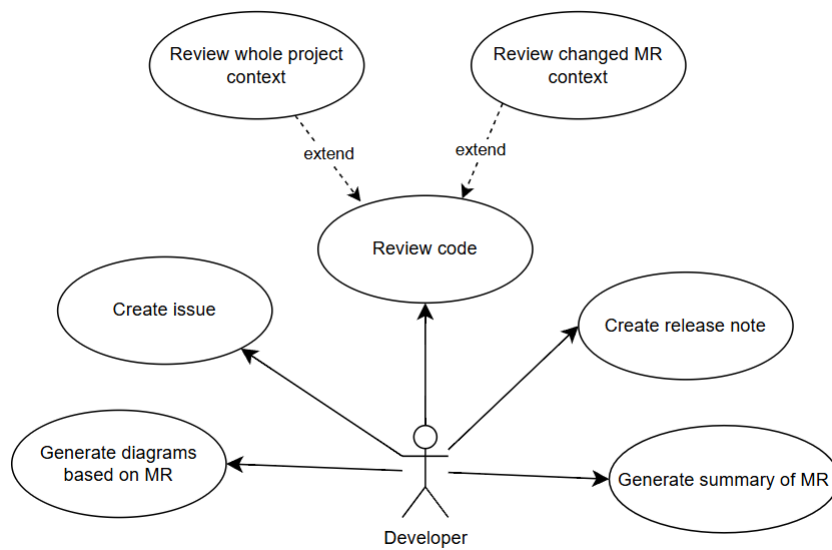 Review whole project
context
Review changed MR
context
extend
extend
Review code
Create issue
Create release note
Generate diagrams
based on MR
Generate summary of MR
Developer